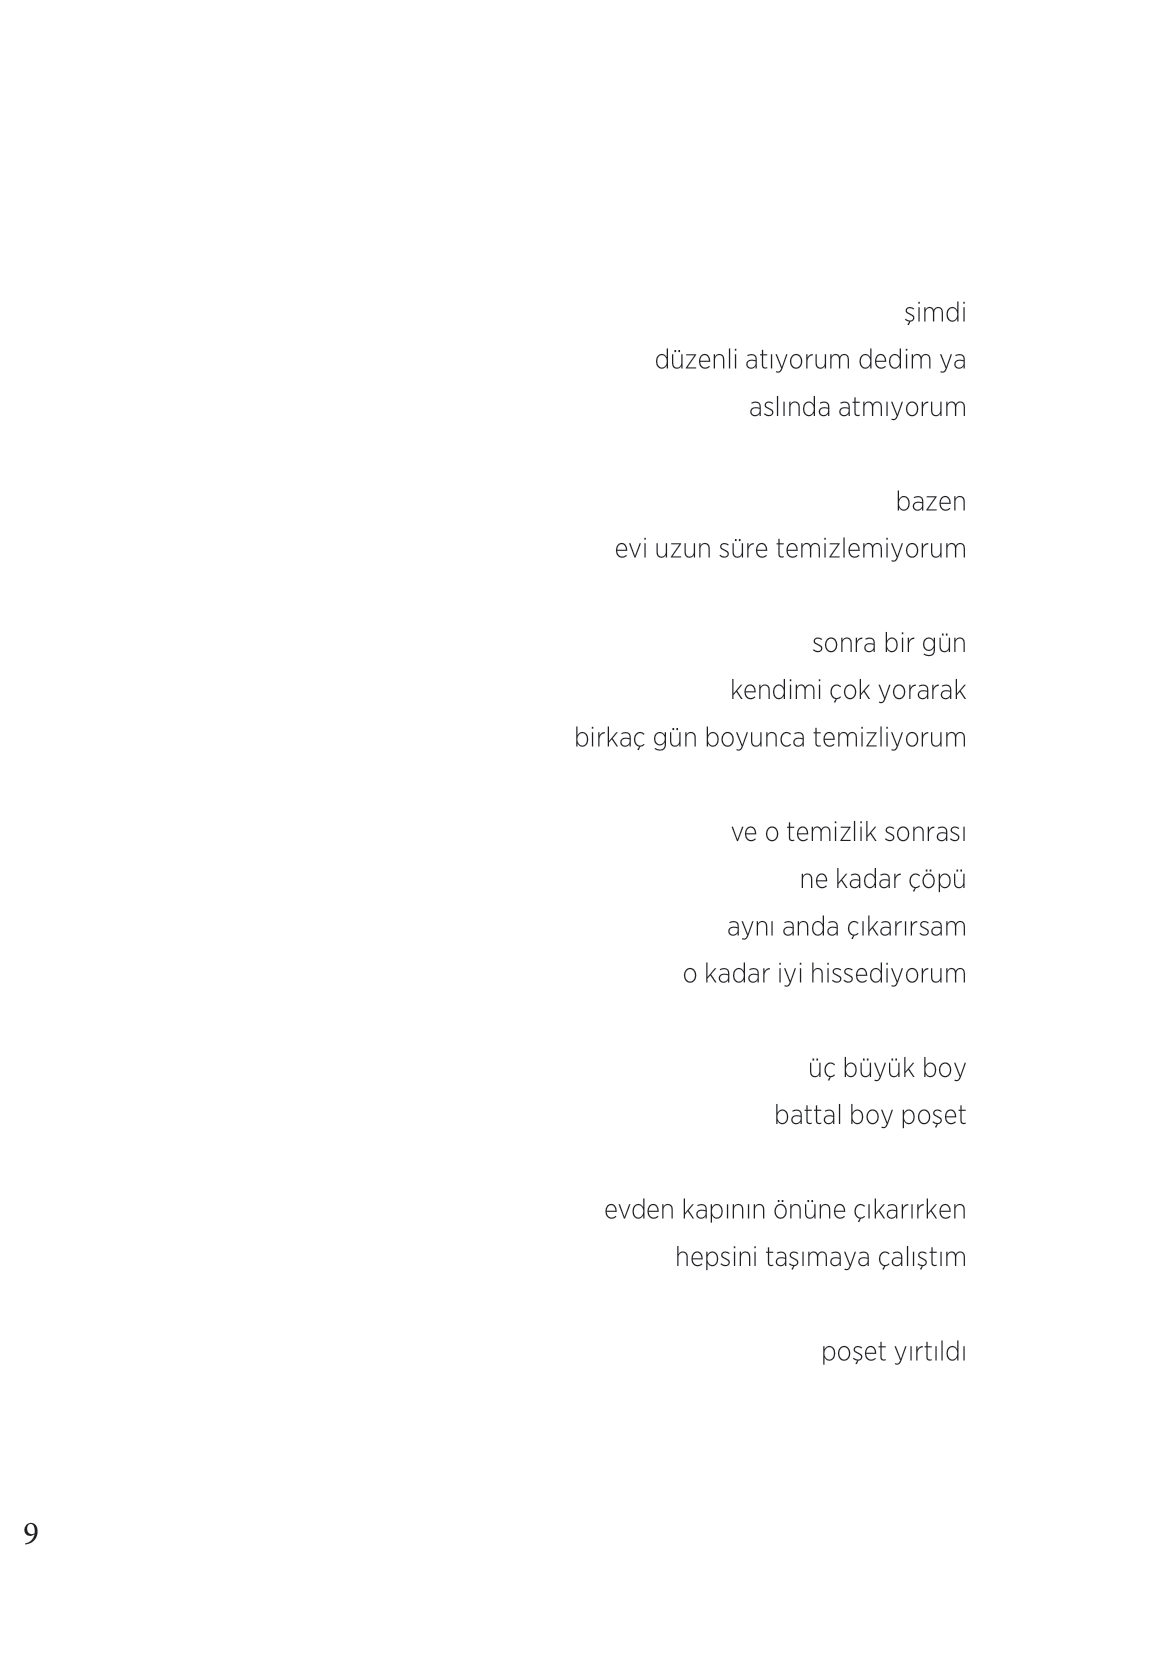 şimdi
düzenli atıyorum dedim ya
aslında atmıyorum
bazen
evi uzun süre temizlemiyorum
sonra bir gün
kendimi çok yorarak
birkaç gün boyunca temizliyorum
ve o temizlik sonrası
ne kadar çöpü
aynı anda çıkarırsam
o kadar iyi hissediyorum
üç büyük boy
battal boy poşet
evden kapının önüne çıkarırken
hepsini taşımaya çalıştım
poşet yırtıldı
9